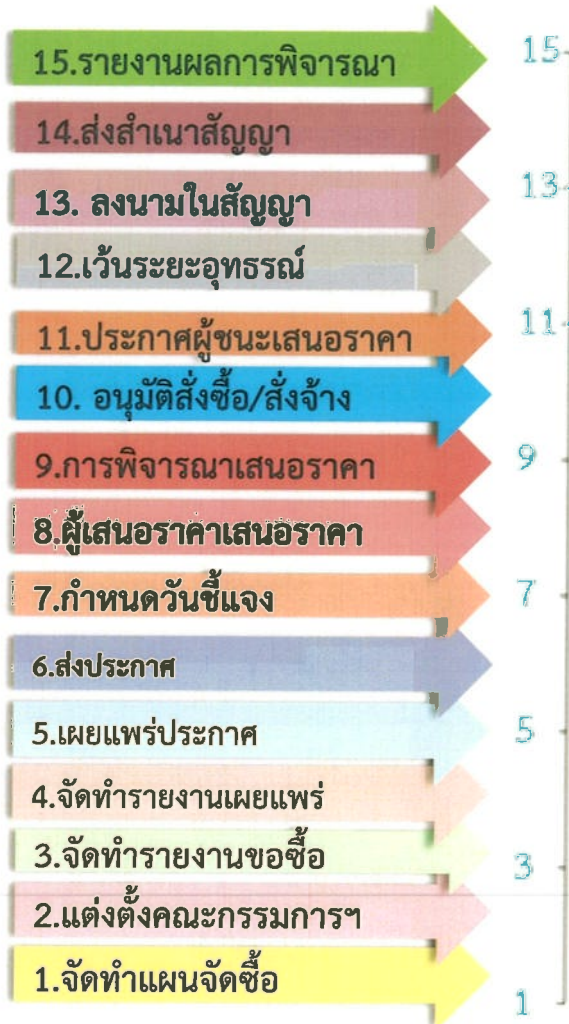 15.รายงานผลการพิจารณา
15
14.ส่งสำเนาสัญญา
13. ลงนามในสัญญา
13
12.เว้นระยะอุทธรณ์
11.ประกาศผู้ชนะเสนอราคา
11
10. อนุมัติสั่งซื้อ/สั่งจ้าง
9.การพิจารณาเสนอราคา
9
8.ผู้เสนอราคาเสนอราคา
7.กำหนดวันชี้แจง
7
6.ส่งประกาศ
5.เผยแพร่ประกาศ
5
4.จัดทำรายงานเผยแพร่
3.จัดทำรายงานขอซื้อ
3
2.แต่งตั้งคณะกรรมการฯ
1.จัดทำแผนจัดซื้อ
1